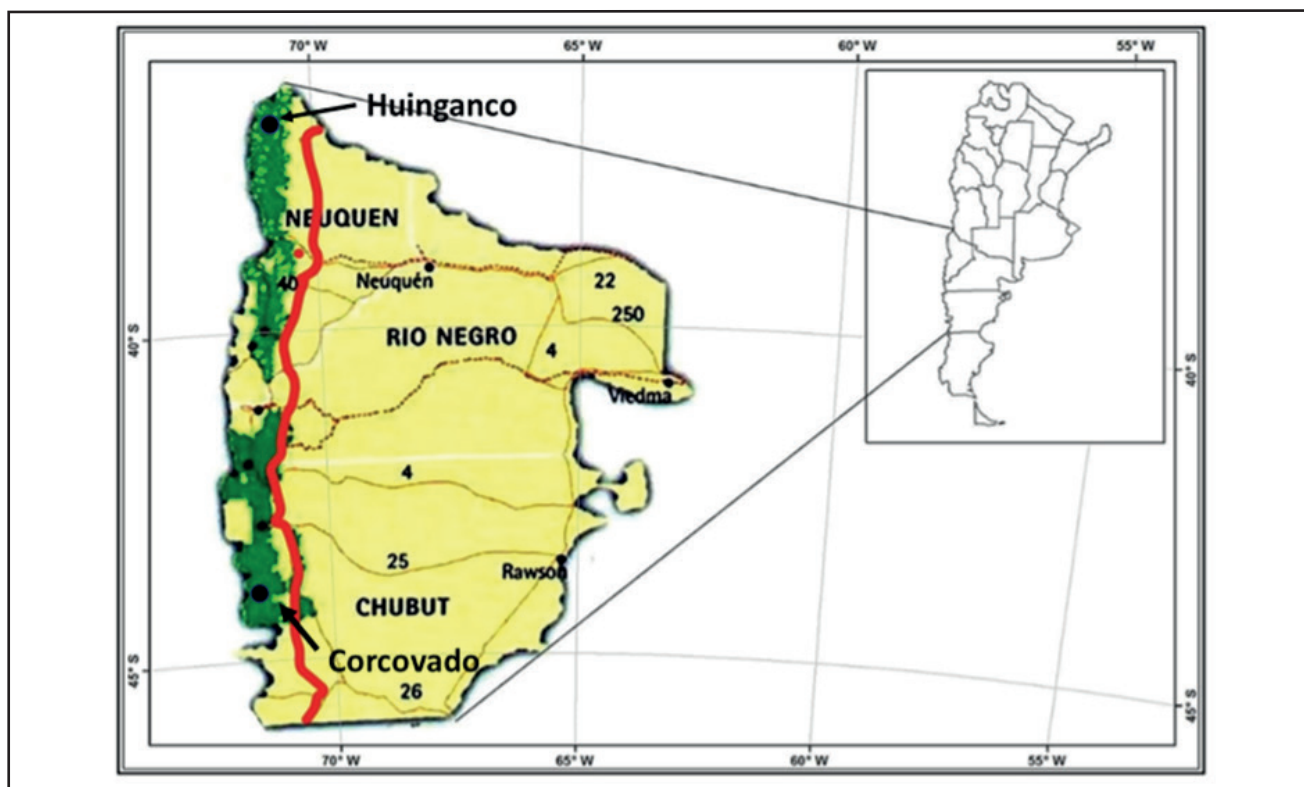 70° W 65° W 60° W 55° W
Huinganco
NEUQUEN
Neuquén
40
22
250
RIO NEGRO
4
Viedma
40° S
40° S
4
25
Rawson
CHUBUT
Corcovado
26
45° S
45° S
70° W 65° W 60° W 55° W